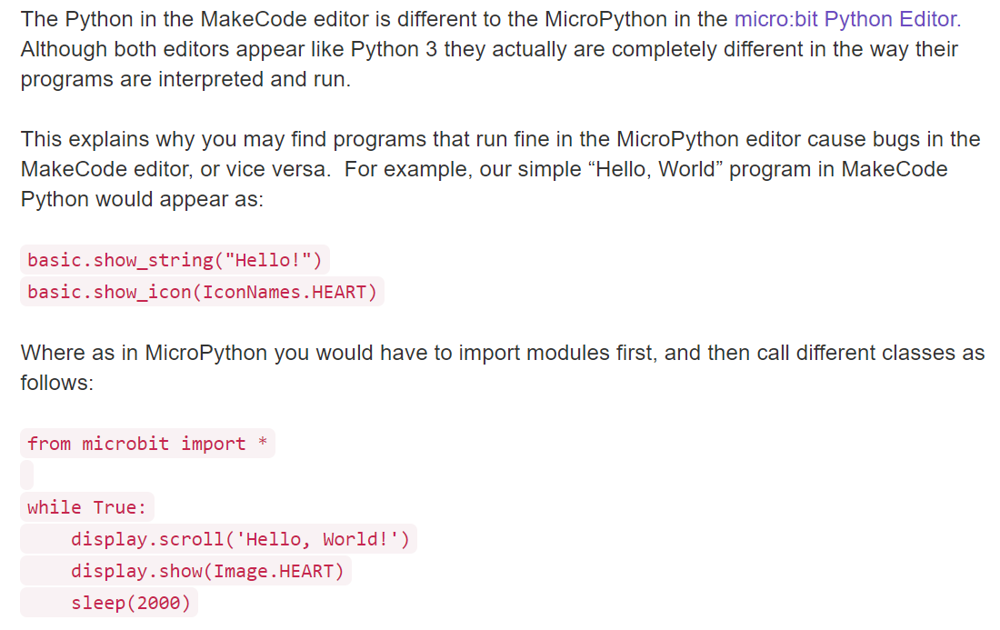 The Python in the MakeCode editor is different to the MicroPython in the micro:bit Python Editor.
Although both editors appear like Python 3 they actually are completely different in the way their
programs are interpreted and run.
This explains why you may find programs that run fine in the MicroPython editor cause bugs in the
MakeCode editor, or vice versa.  For example, our simple “Hello, World” program in MakeCode
Python would appear as:
basic.show_string("Hello!")
basic.show_icon(IconNames.HEART)
Where as in MicroPython you would have to import modules first, and then call different classes as
follows:
from microbit import *
while True:
    display.scroll('Hello, World!')
    display.show(Image.HEART)
    sleep(2000)